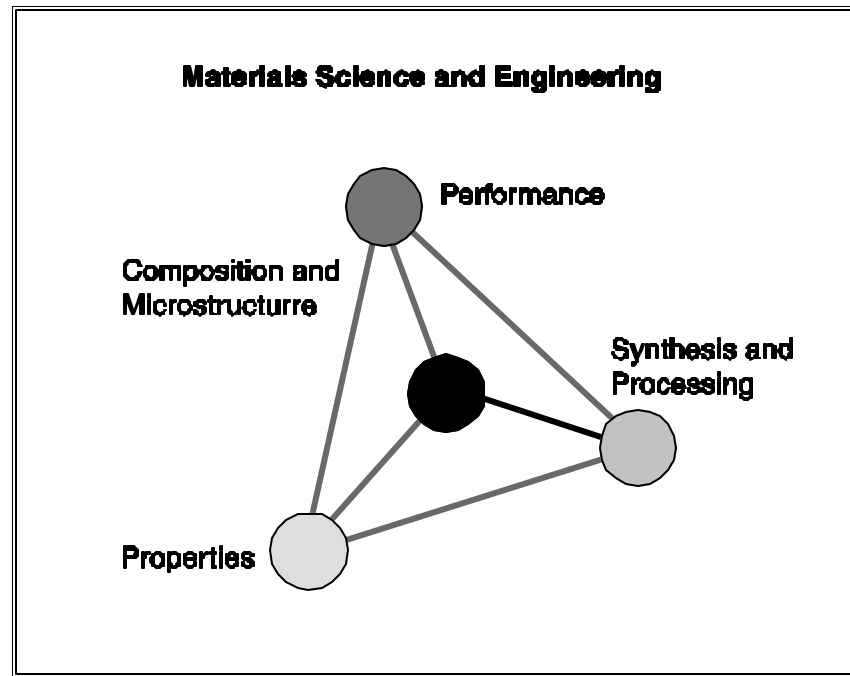 Materials Science and Engineering
Performance
Composition and
Microstructurre
Synthesis and
Processing
Properties